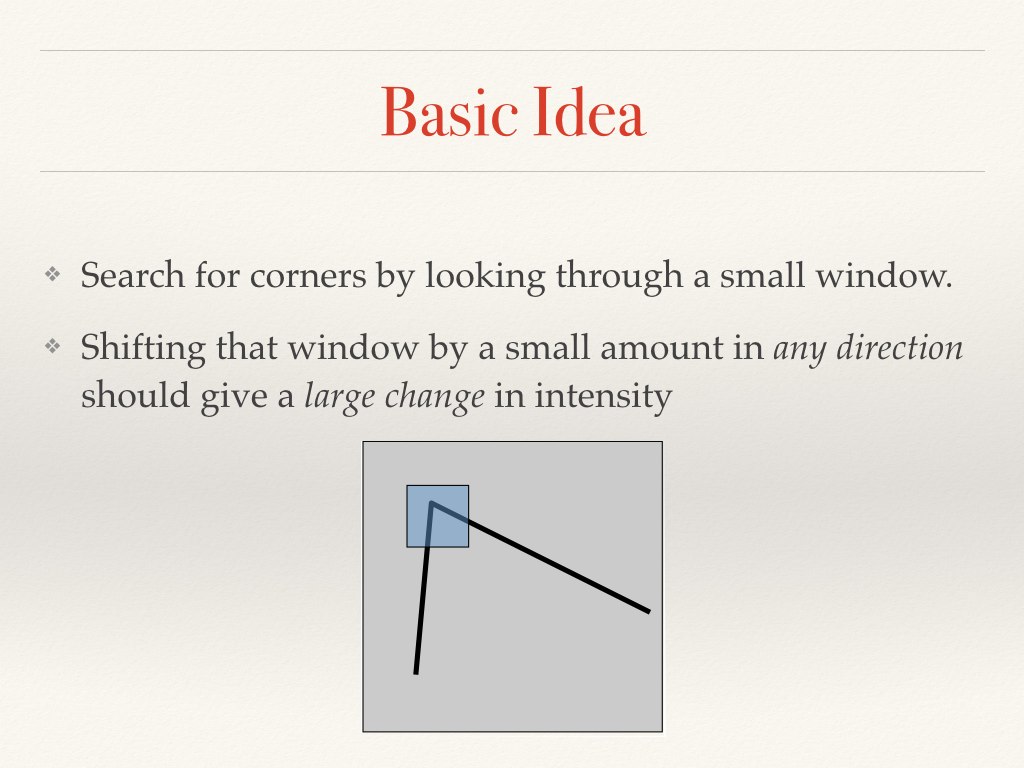 Basic Idea
❖ Search for corners by looking through a small window.
❖ Shifting that window by a small amount in any direction
should give a large change in intensity